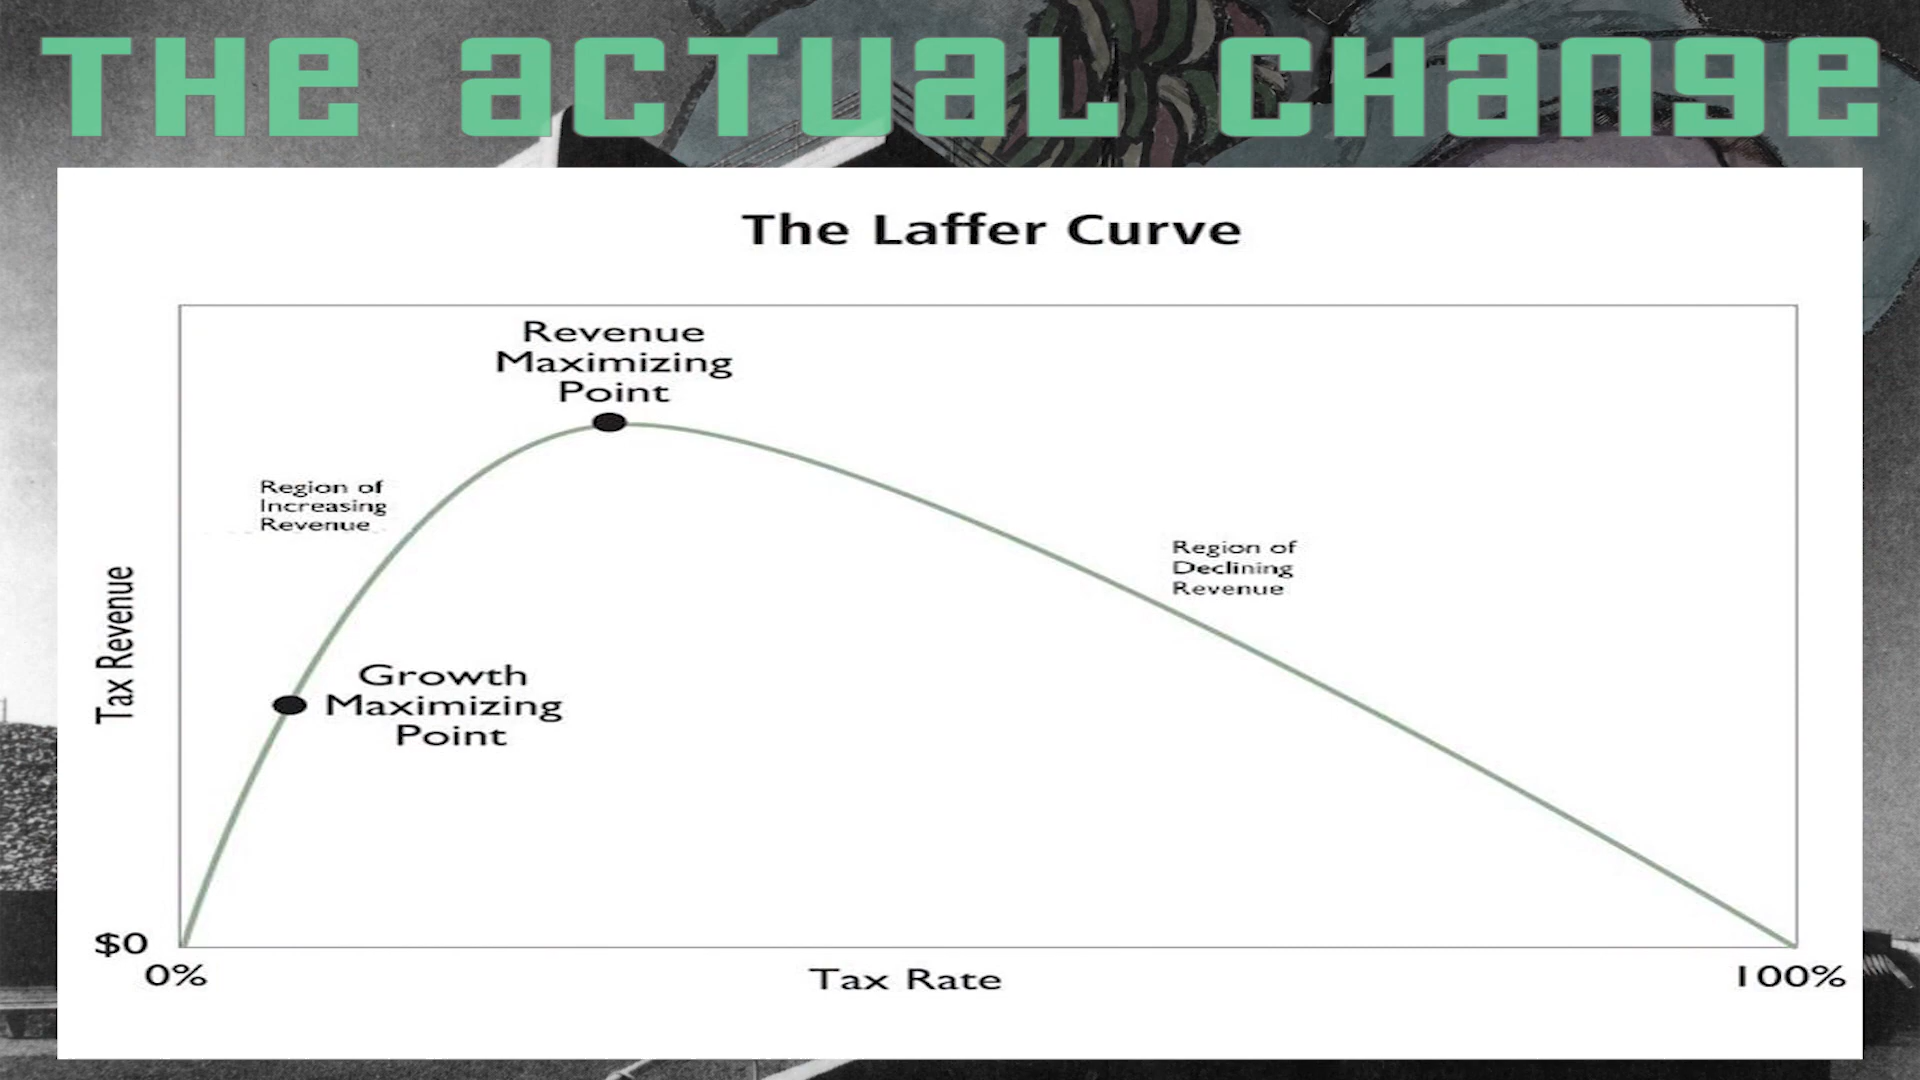 THE ACTUAL CHANGE
The Laffer Curve
Revenue
Maximizing
Point
Region of
Increasing
Revenue
Region of
Declining
Revenue
Tax Revenue
Growth
Maximizing
Point
$0
0%
Tax Rate
100%